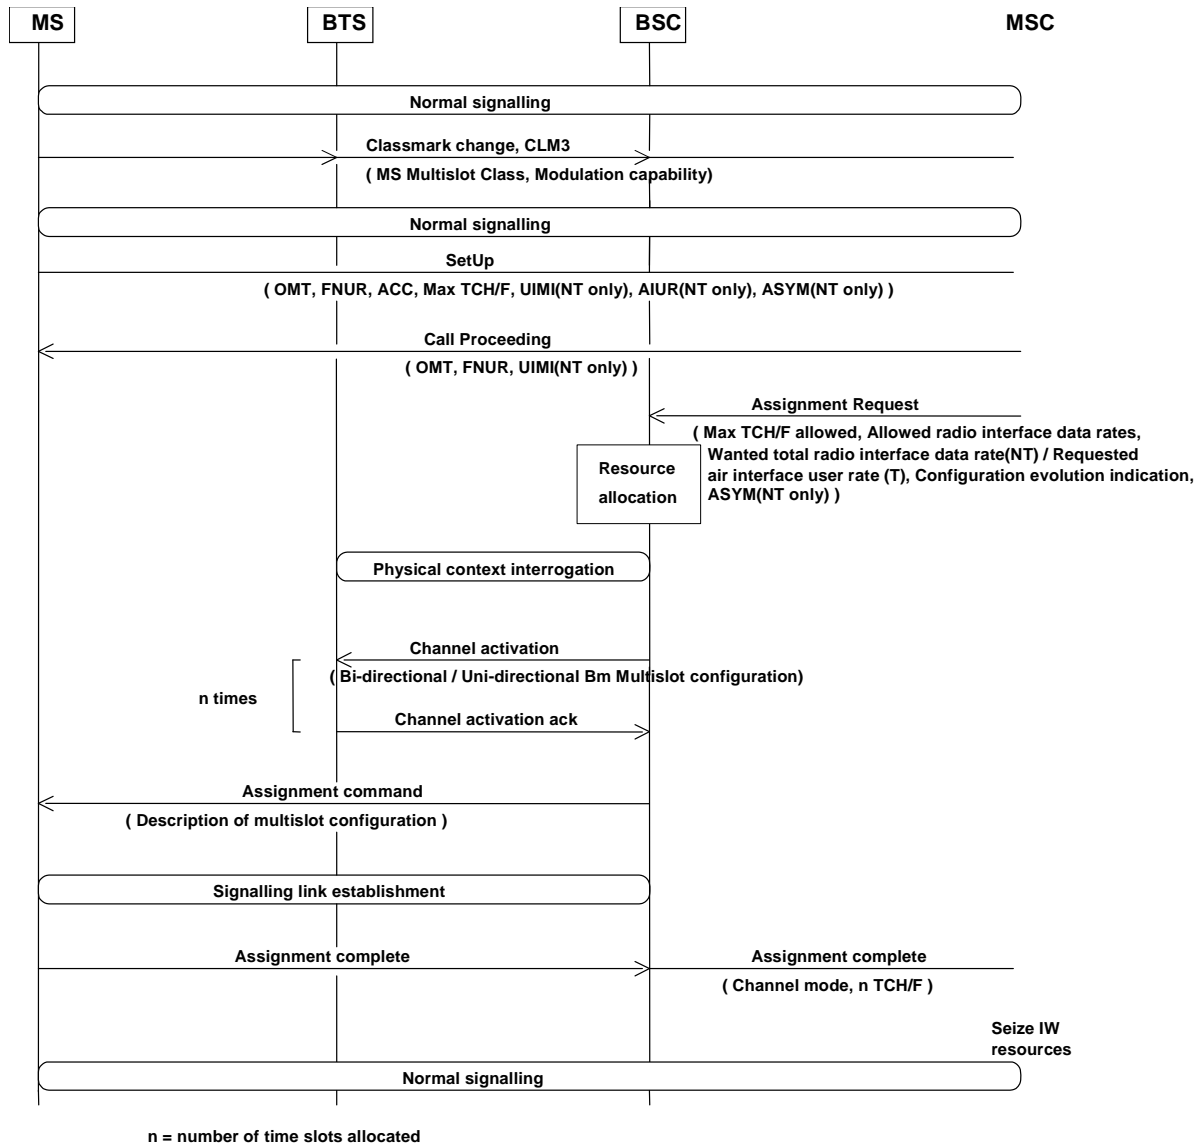 MS BTS BSC MSC
Normal signalling
Classmark change, CLM3
( MS Multislot Class, Modulation capability)
Normal signalling
SetUp
( OMT, FNUR, ACC, Max TCH/F, UIMI(NT only), AIUR(NT only), ASYM(NT only) )
Call Proceeding
( OMT, FNUR, UIMI(NT only) )
Assignment Request
( Max TCH/F allowed, Allowed radio interface data rates,
Wanted total radio interface data rate(NT) / Requested
air interface user rate (T), Configuration evolution indication,
ASYM(NT only) )
Resource
allocation
Physical context interrogation
Channel activation
( Bi-directional / Uni-directional Bm Multislot configuration)
n times
Channel activation ack
Assignment command
( Description of multislot configuration )
Signalling link establishment
Assignment complete
Assignment complete
( Channel mode, n TCH/F )
Seize IW
resources
Normal signalling
n = number of time slots allocated